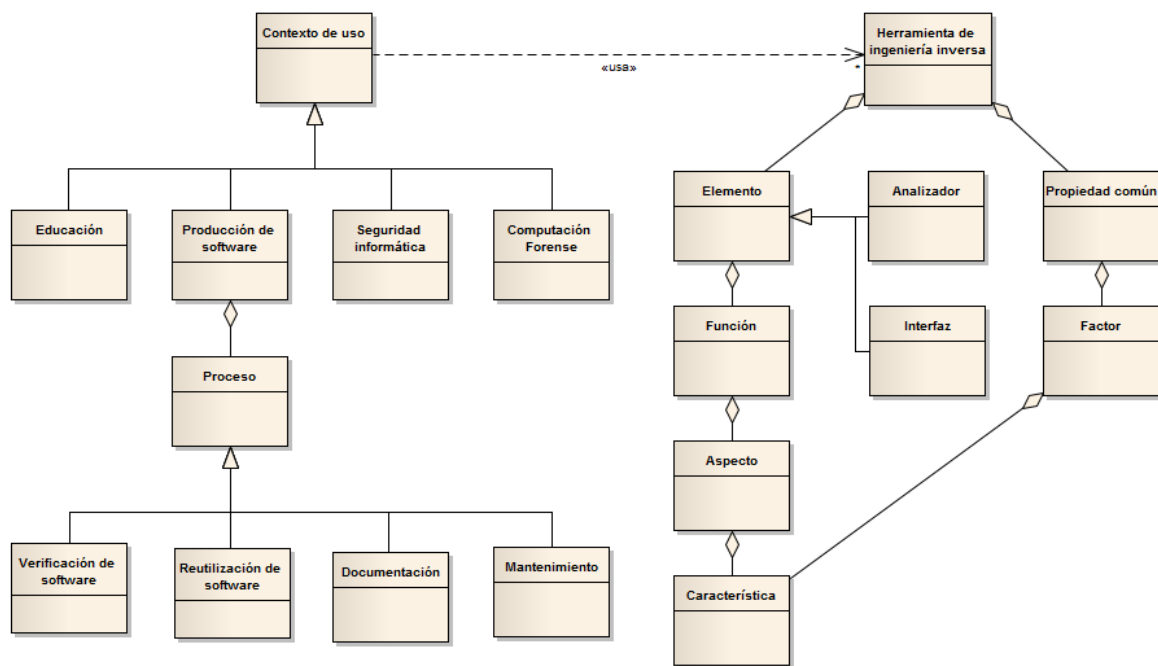 Contexto de uso
Herramienta de
ingeniería inversa
«usa»
*
Elemento
Analizador
Propiedad común
Educación
Producción de
software
Seguridad
informática
Computación
Forense
Función
Interfaz
Factor
Proceso
Aspecto
Verificación de
software
Reutilización de
software
Documentación
Mantenimiento
Característica